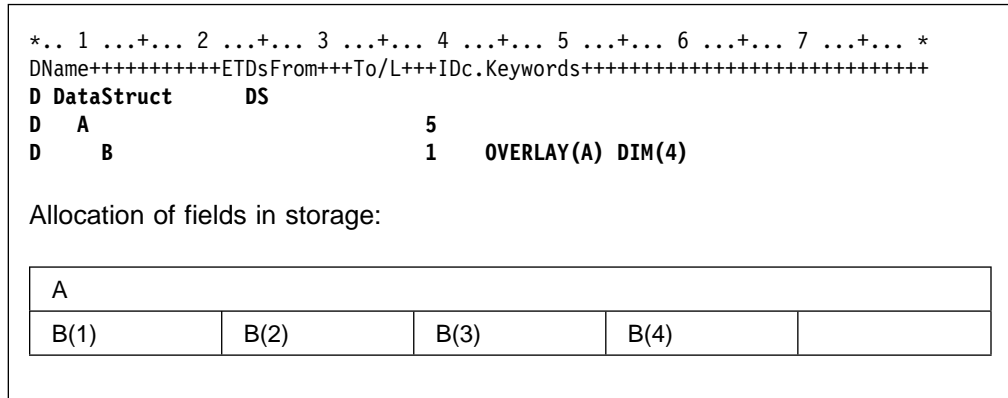 *.. 1 ...+... 2 ...+... 3 ...+... 4 ...+... 5 ...+... 6 ...+... 7 ...+... *
DName+++++++++++ETDsFrom+++To/L+++IDc.Keywords+++++++++++++++++++++++++++++
D DataStruct      DS
D   A                            5
D     B                          1    OVERLAY(A) DIM(4)
Allocation of fields in storage:
A
B(1) B(2) B(3) B(4)